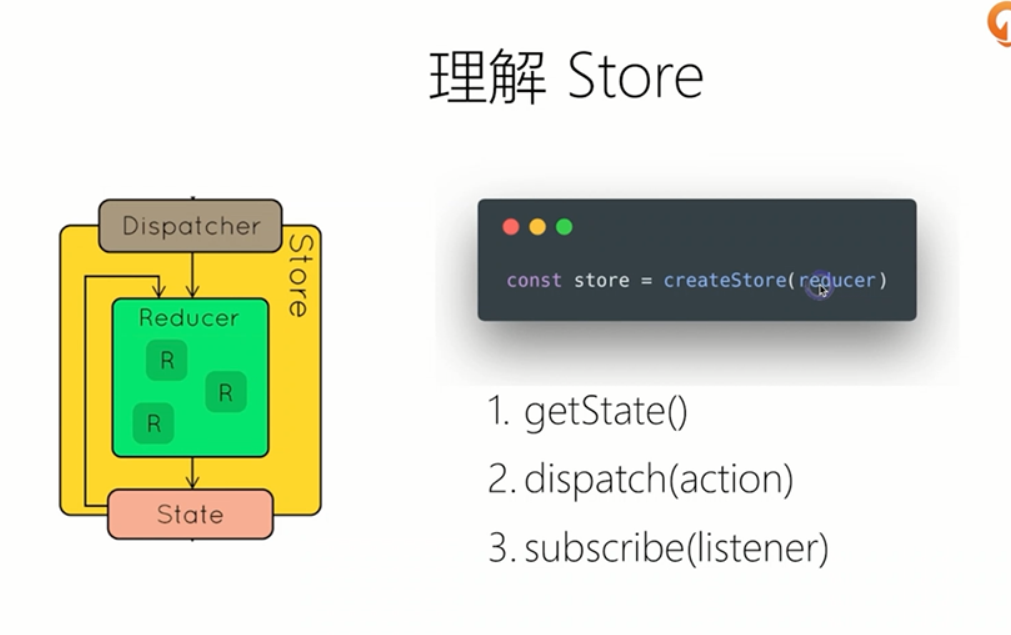 理解 Store
Dispatcher
Store
Reducer
R
R
R
State
const store = createStore(reducer)
1. getState()
2. dispatch(action)
3. subscribe(listener)